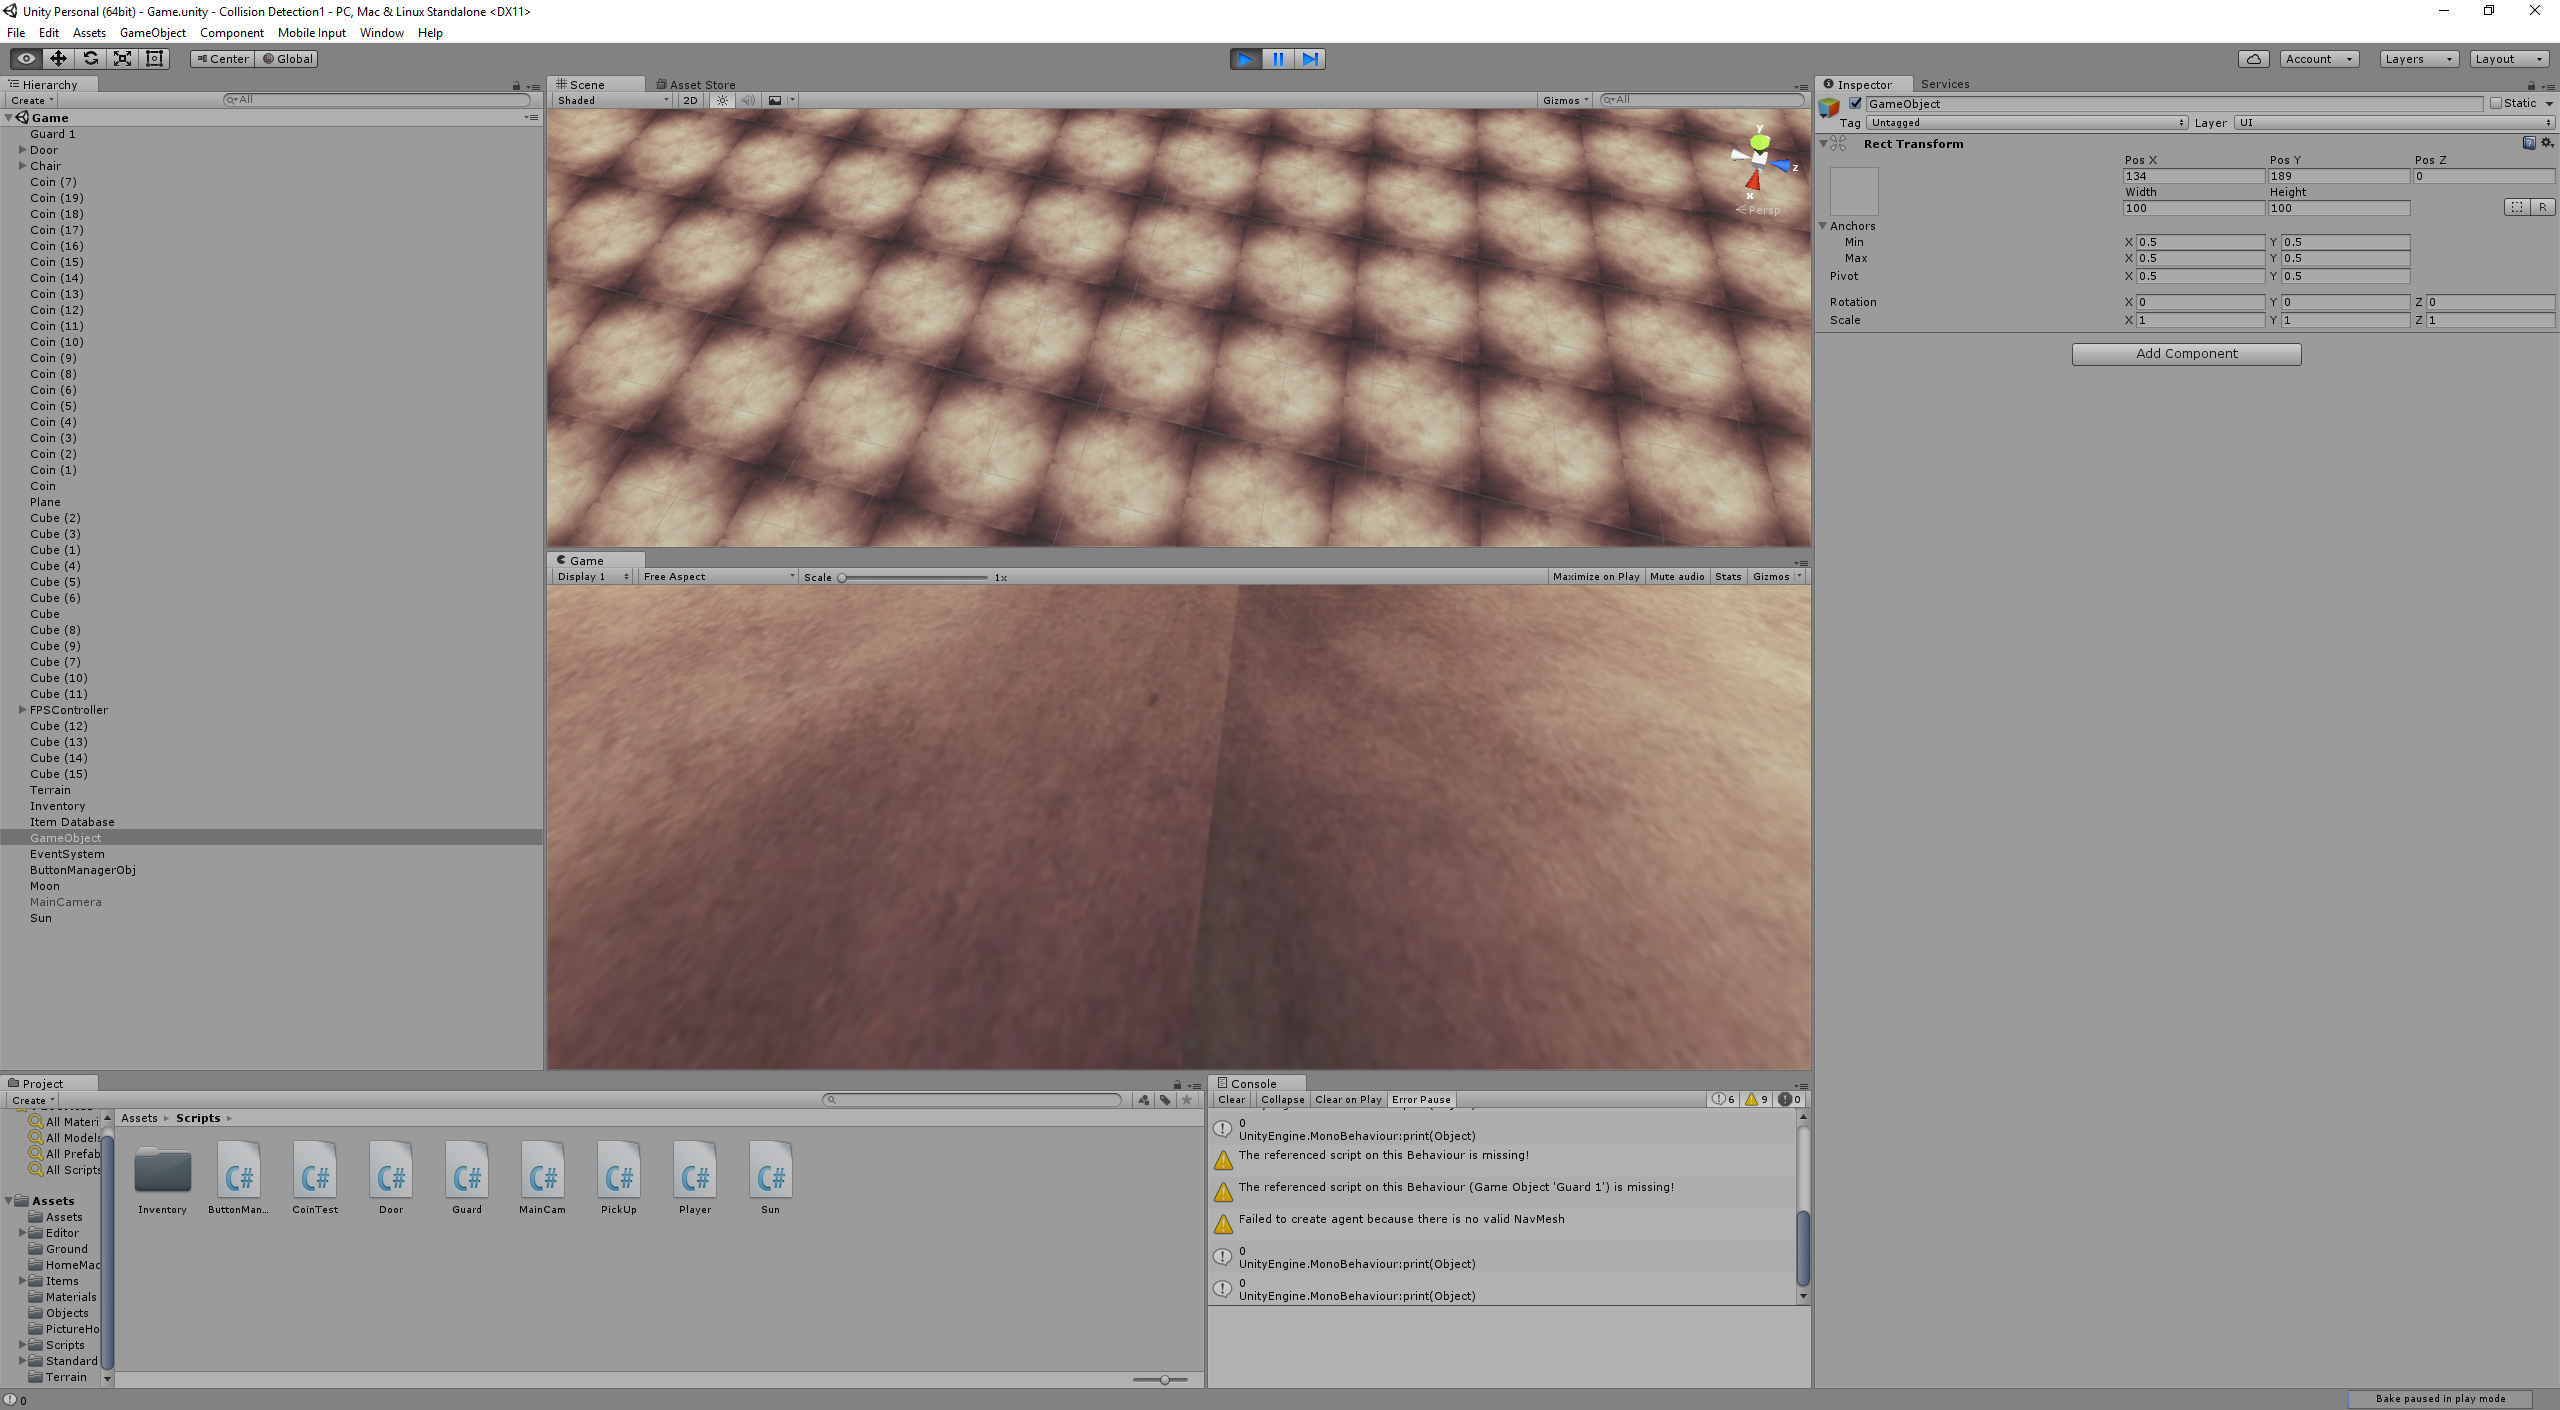 Unity Personal (64bit) - Game.unity - Collision Detection1 - PC, Mac & Linux Standalone <DX11>
File Edit Assets GameObject Component Mobile Input Window Help
Center Global
Account Layers Layout
Hierarchy
Create All
Game
Guard 1
Door
Chair
Coin (7)
Coin (19)
Coin (18)
Coin (17)
Coin (16)
Coin (15)
Coin (14)
Coin (13)
Coin (12)
Coin (11)
Coin (10)
Coin (9)
Coin (8)
Coin (6)
Coin (5)
Coin (4)
Coin (3)
Coin (2)
Coin (1)
Coin
Plane
Cube (2)
Cube (3)
Cube (1)
Cube (4)
Cube (5)
Cube (6)
Cube
Cube (8)
Cube (9)
Cube (7)
Cube (10)
Cube (11)
FPSController
Cube (12)
Cube (13)
Cube (14)
Cube (15)
Terrain
Inventory
Item Database
GameObject
EventSystem
ButtonManagerObj
Moon
MainCamera
Sun
Scene Asset Store
Shaded 2D Gizmos All
y
z
x
Persp
Game
Display 1 Free Aspect Scale 1x Maximize on Play Mute audio Stats Gizmos
Inspector Services
GameObject Static
Tag Untagged Layer UI
Rect Transform
Pos X Pos Y Pos Z
134 189 0
Width Height
100 100
R
Anchors
Min X 0.5 Y 0.5
Max X 0.5 Y 0.5
Pivot X 0.5 Y 0.5
Rotation X 0 Y 0 Z 0
Scale X 1 Y 1 Z 1
Add Component
Project
Create
All Materi
All Models
All Prefab
All Scripts
Assets
Assets
Editor
Ground
HomeMac
Items
Materials
Objects
PictureHo
Scripts
Standard
Terrain
Assets Scripts
C# C# C# C# C# C# C# C#
Inventory ButtonMan... CoinTest Door Guard MainCam PickUp Player Sun
Console
Clear Collapse Clear on Play Error Pause 6 9 0
0
UnityEngine.MonoBehaviour:print(Object)
The referenced script on this Behaviour is missing!
The referenced script on this Behaviour (Game Object 'Guard 1') is missing!
Failed to create agent because there is no valid NavMesh
0
UnityEngine.MonoBehaviour:print(Object)
0
UnityEngine.MonoBehaviour:print(Object)
0
Bake paused in play mode